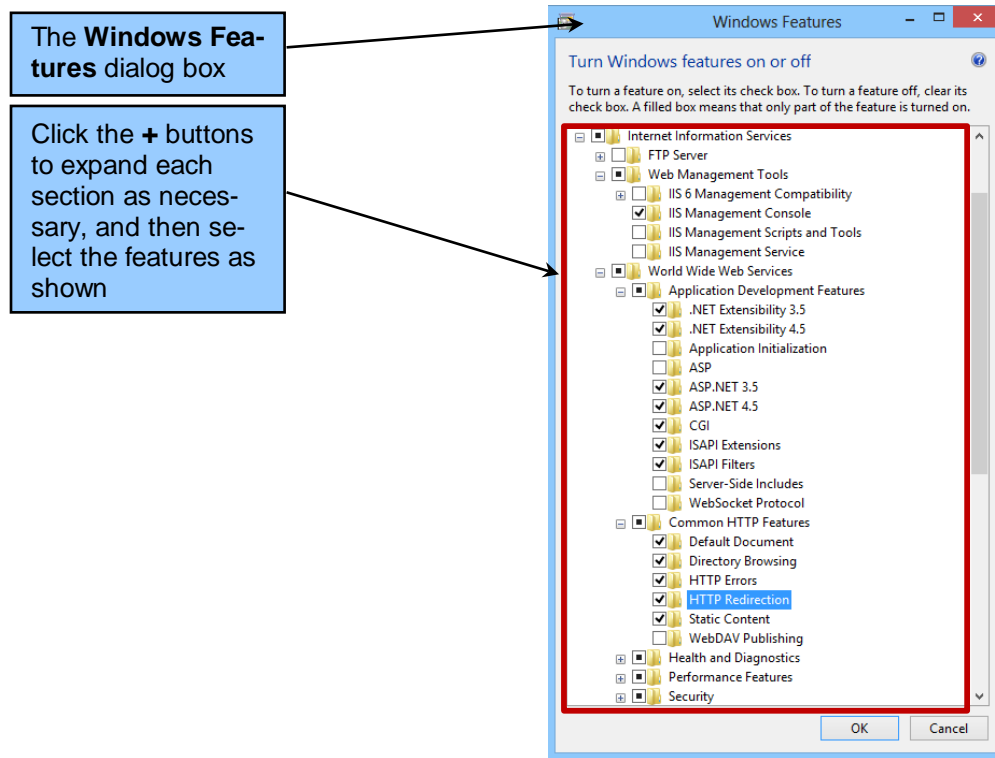 The Windows Fea-
tures dialog box
Click the + buttons
to expand each
section as neces-
sary, and then se-
lect the features as
shown
Windows Features
Turn Windows features on or off
To turn a feature on, select its check box. To turn a feature off, clear its
check box. A filled box means that only part of the feature is turned on.
Internet Information Services
FTP Server
Web Management Tools
IIS 6 Management Compatibility
IIS Management Console
IIS Management Scripts and Tools
IIS Management Service
World Wide Web Services
Application Development Features
.NET Extensibility 3.5
.NET Extensibility 4.5
Application Initialization
ASP
ASP.NET 3.5
ASP.NET 4.5
CGI
ISAPI Extensions
ISAPI Filters
Server-Side Includes
WebSocket Protocol
Common HTTP Features
Default Document
Directory Browsing
HTTP Errors
HTTP Redirection
Static Content
WebDAV Publishing
Health and Diagnostics
Performance Features
Security
OK Cancel